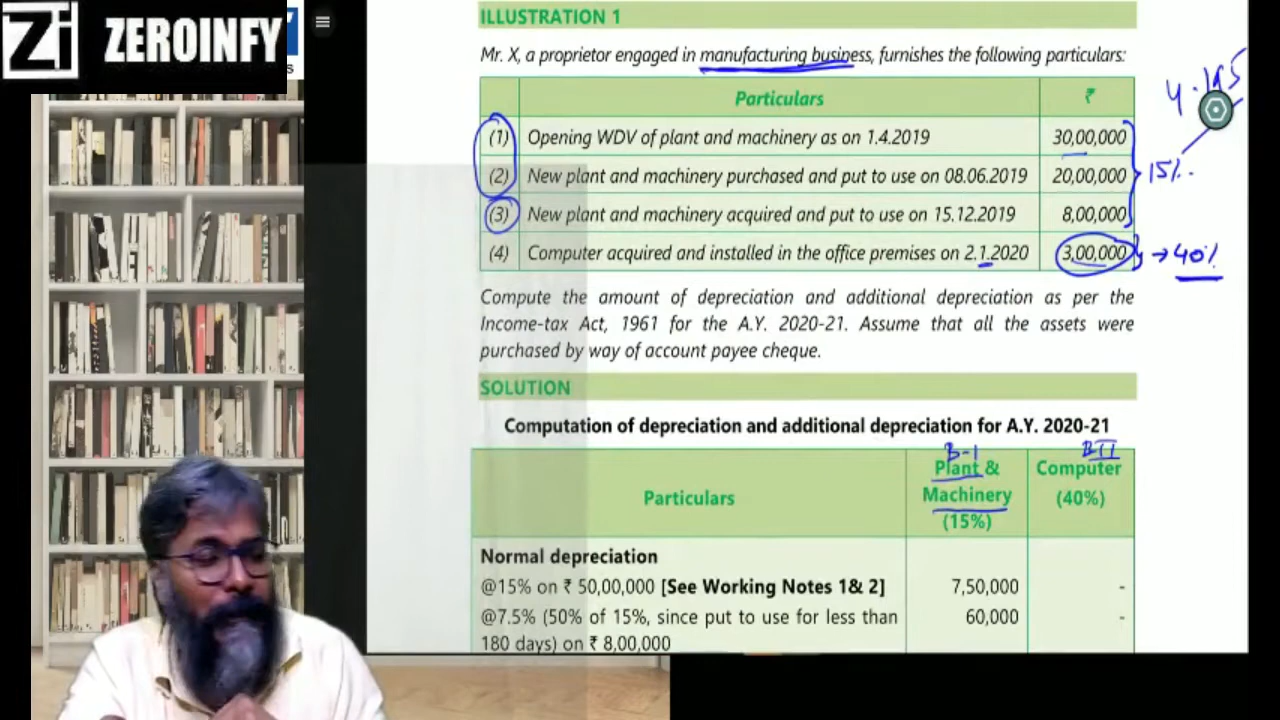 Zi ZEROINFY
s
ILLUSTRATION 1
Mr. X, a proprietor engaged in manufacturing business, furnishes the following particulars:
Particulars ₹
(1) Opening WDV of plant and machinery as on 1.4.2019 30,00,000
(2) New plant and machinery purchased and put to use on 08.06.2019 20,00,000
15%.
(3) New plant and machinery acquired and put to use on 15.12.2019 8,00,000
(4) Computer acquired and installed in the office premises on 2.1.2020 3,00,000 → 40%
Compute the amount of depreciation and additional depreciation as per the
Income-tax Act, 1961 for the A.Y. 2020-21. Assume that all the assets were
purchased by way of account payee cheque.
SOLUTION
Computation of depreciation and additional depreciation for A.Y. 2020-21
B-I BII
Particulars Plant & Machinery (15%) Computer (40%)
Normal depreciation
@15% on ₹ 50,00,000 [See Working Notes 1& 2] 7,50,000 -
@7.5% (50% of 15%, since put to use for less than 60,000 -
180 days) on ₹ 8,00,000